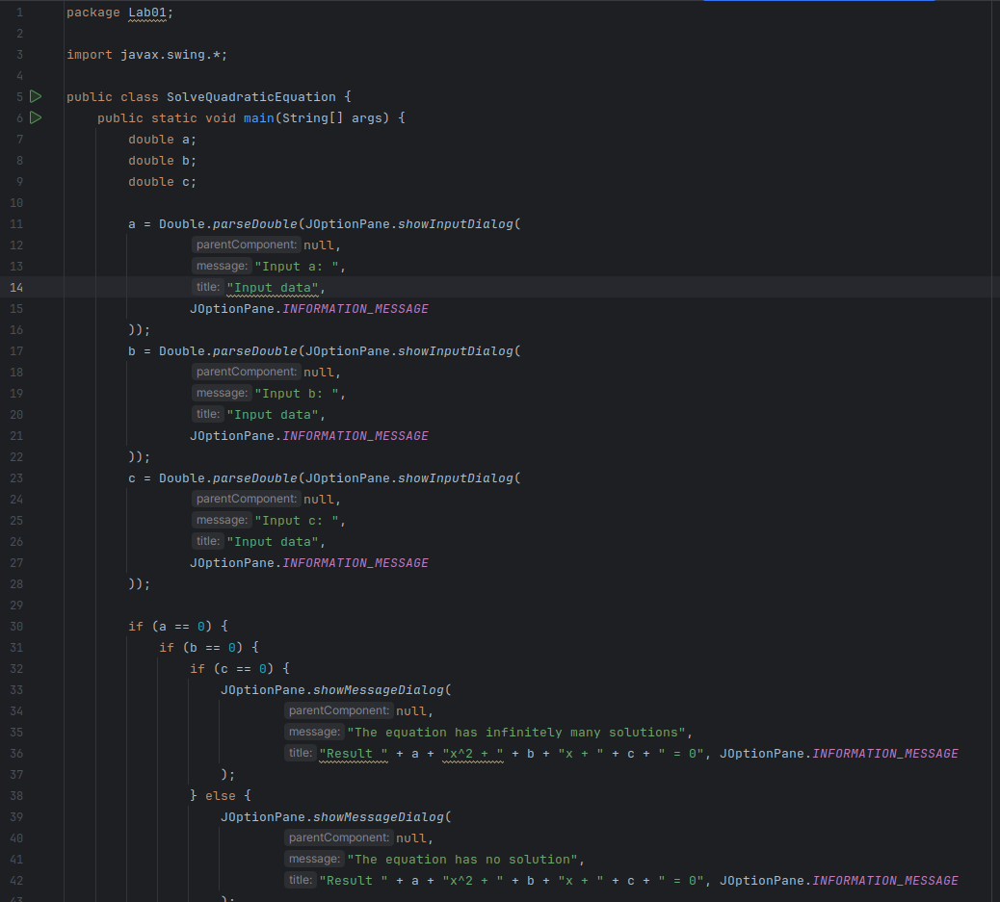 1 package Lab01;
2
3 import javax.swing.*;
4
5 public class SolveQuadraticEquation {
6 public static void main(String[] args) {
7 double a;
8 double b;
9 double c;
10
11 a = Double.parseDouble(JOptionPane.showInputDialog(
12 parentComponent: null,
13 message: "Input a: ",
14 title: "Input data",
15 JOptionPane.INFORMATION_MESSAGE
16 ));
17 b = Double.parseDouble(JOptionPane.showInputDialog(
18 parentComponent: null,
19 message: "Input b: ",
20 title: "Input data",
21 JOptionPane.INFORMATION_MESSAGE
22 ));
23 c = Double.parseDouble(JOptionPane.showInputDialog(
24 parentComponent: null,
25 message: "Input c: ",
26 title: "Input data",
27 JOptionPane.INFORMATION_MESSAGE
28 ));
29
30 if (a == 0) {
31 if (b == 0) {
32 if (c == 0) {
33 JOptionPane.showMessageDialog(
34 parentComponent: null,
35 message: "The equation has infinitely many solutions",
36 title: "Result " + a + "x^2 + " + b + "x + " + c + " = 0", JOptionPane.INFORMATION_MESSAGE
37 );
38 } else {
39 JOptionPane.showMessageDialog(
40 parentComponent: null,
41 message: "The equation has no solution",
42 title: "Result " + a + "x^2 + " + b + "x + " + c + " = 0", JOptionPane.INFORMATION_MESSAGE
43 );